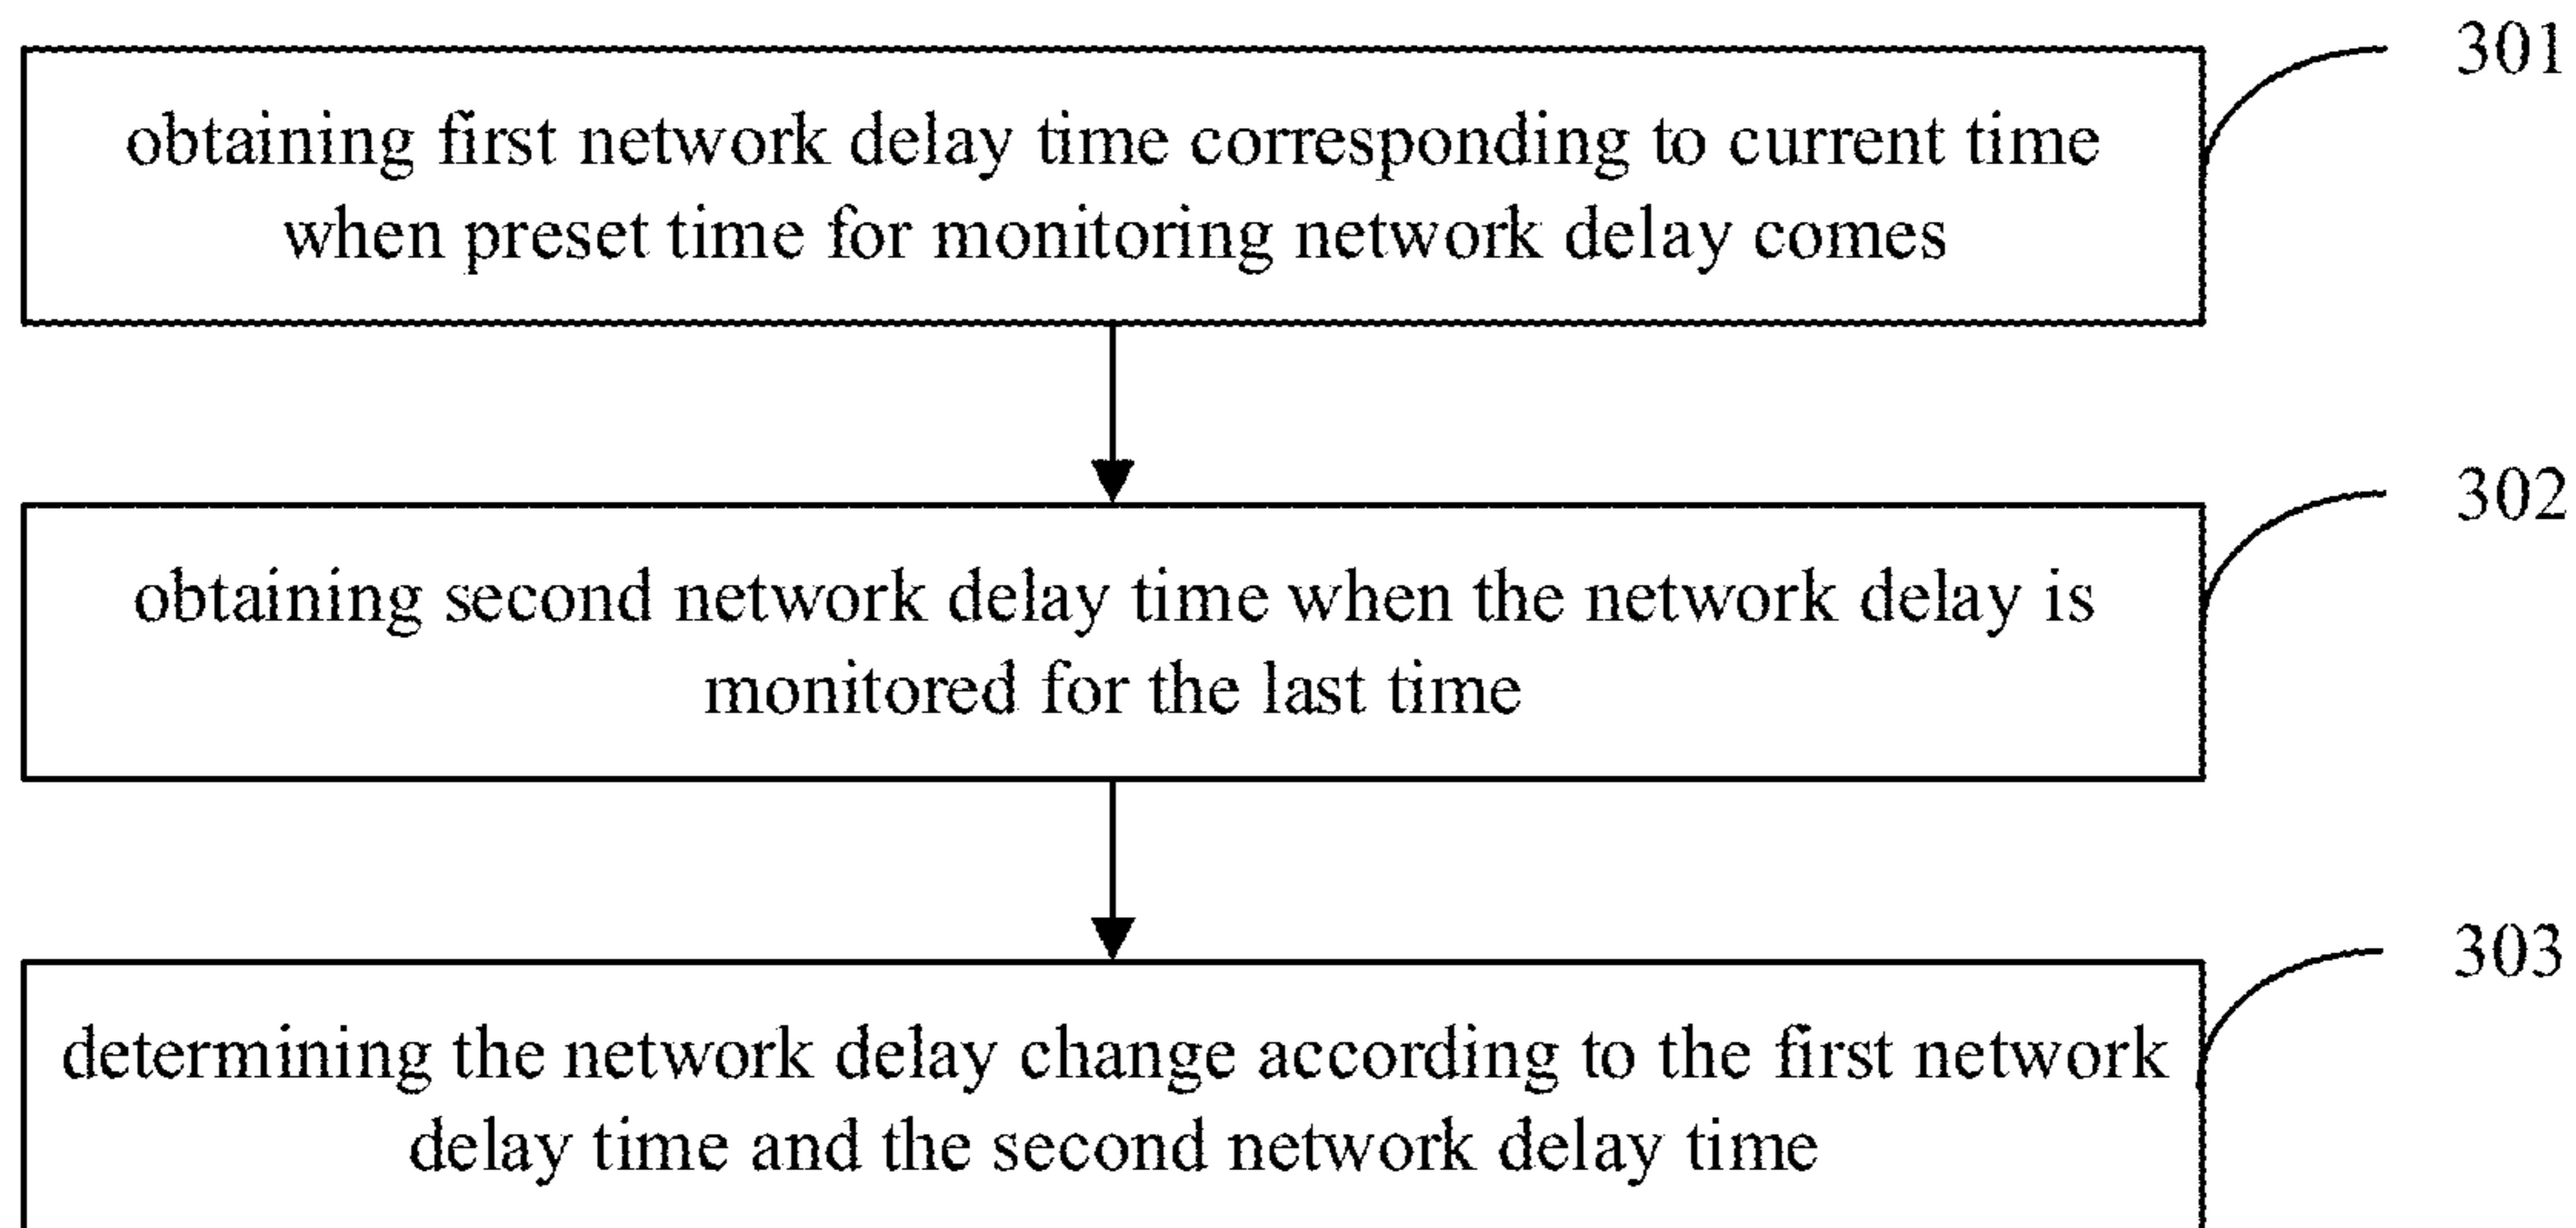 301
obtaining first network delay time corresponding to current time
when preset time for monitoring network delay comes
302
obtaining second network delay time when the network delay is
monitored for the last time
303
determining the network delay change according to the first network
delay time and the second network delay time